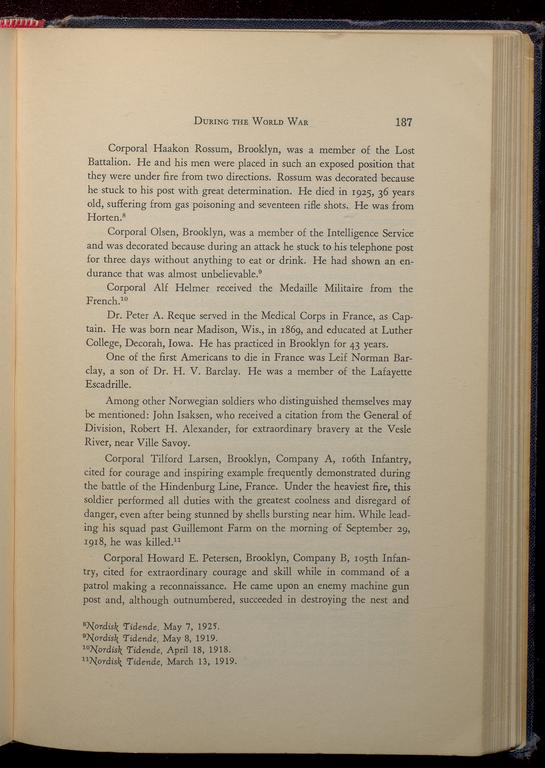 During the World War 187
Corporal Haakon Rossum, Brooklyn, was a member of the Lost
Battalion. He and his men were placed in such an exposed position that
they were under fire from two directions. Rossum was decorated because
he stuck to his post with great determination. He died in 1925, 36 years
old, suffering from gas poisoning and seventeen rifle shots. He was from
Horten.⁸
Corporal Olsen, Brooklyn, was a member of the Intelligence Service
and was decorated because during an attack he stuck to his telephone post
for three days without anything to eat or drink. He had shown an en-
durance that was almost unbelievable.⁹
Corporal Alf Helmer received the Medaille Militaire from the
French.¹⁰
Dr. Peter A. Reque served in the Medical Corps in France, as Cap-
tain. He was born near Madison, Wis., in 1869, and educated at Luther
College, Decorah, Iowa. He has practiced in Brooklyn for 43 years.
One of the first Americans to die in France was Leif Norman Bar-
clay, a son of Dr. H. V. Barclay. He was a member of the Lafayette
Escadrille.
Among other Norwegian soldiers who distinguished themselves may
be mentioned: John Isaksen, who received a citation from the General of
Division, Robert H. Alexander, for extraordinary bravery at the Vesle
River, near Ville Savoy.
Corporal Tilford Larsen, Brooklyn, Company A, 106th Infantry,
cited for courage and inspiring example frequently demonstrated during
the battle of the Hindenburg Line, France. Under the heaviest fire, this
soldier performed all duties with the greatest coolness and disregard of
danger, even after being stunned by shells bursting near him. While lead-
ing his squad past Guillemont Farm on the morning of September 29,
1918, he was killed.¹¹
Corporal Howard E. Petersen, Brooklyn, Company B, 105th Infan-
try, cited for extraordinary courage and skill while in command of a
patrol making a reconnaissance. He came upon an enemy machine gun
post and, although outnumbered, succeeded in destroying the nest and
⁸Nordisk Tidende, May 7, 1925.
⁹Nordisk Tidende, May 8, 1919.
¹⁰Nordisk Tidende, April 18, 1918.
¹¹Nordisk Tidende, March 13, 1919.